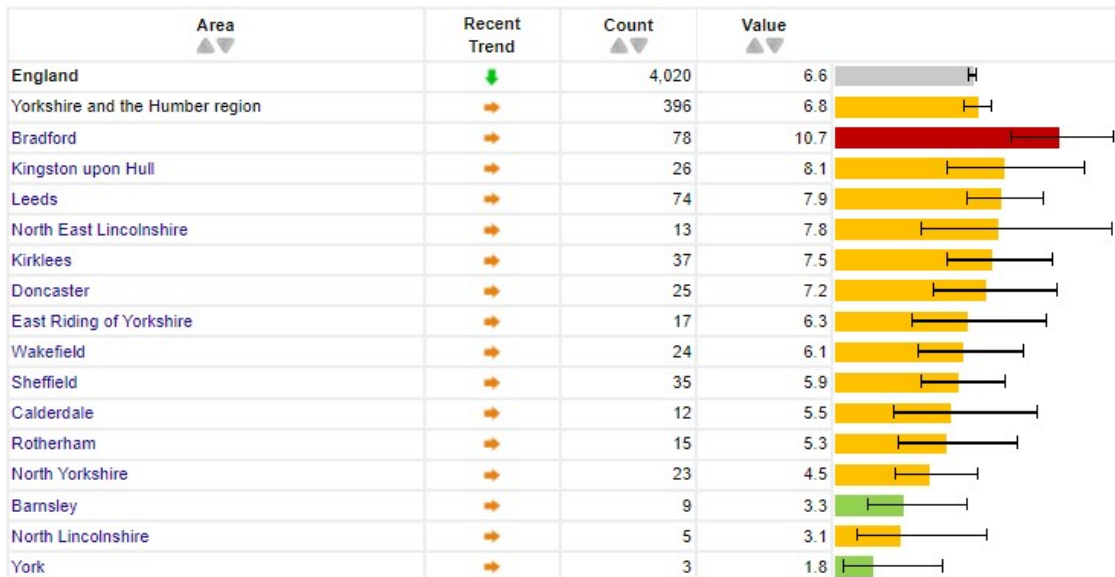 Area Recent Trend Count Value
England 4,020 6.6
Yorkshire and the Humber region 396 6.8
Bradford 78 10.7
Kingston upon Hull 26 8.1
Leeds 74 7.9
North East Lincolnshire 13 7.8
Kirklees 37 7.5
Doncaster 25 7.2
East Riding of Yorkshire 17 6.3
Wakefield 24 6.1
Sheffield 35 5.9
Calderdale 12 5.5
Rotherham 15 5.3
North Yorkshire 23 4.5
Barnsley 9 3.3
North Lincolnshire 5 3.1
York 3 1.8